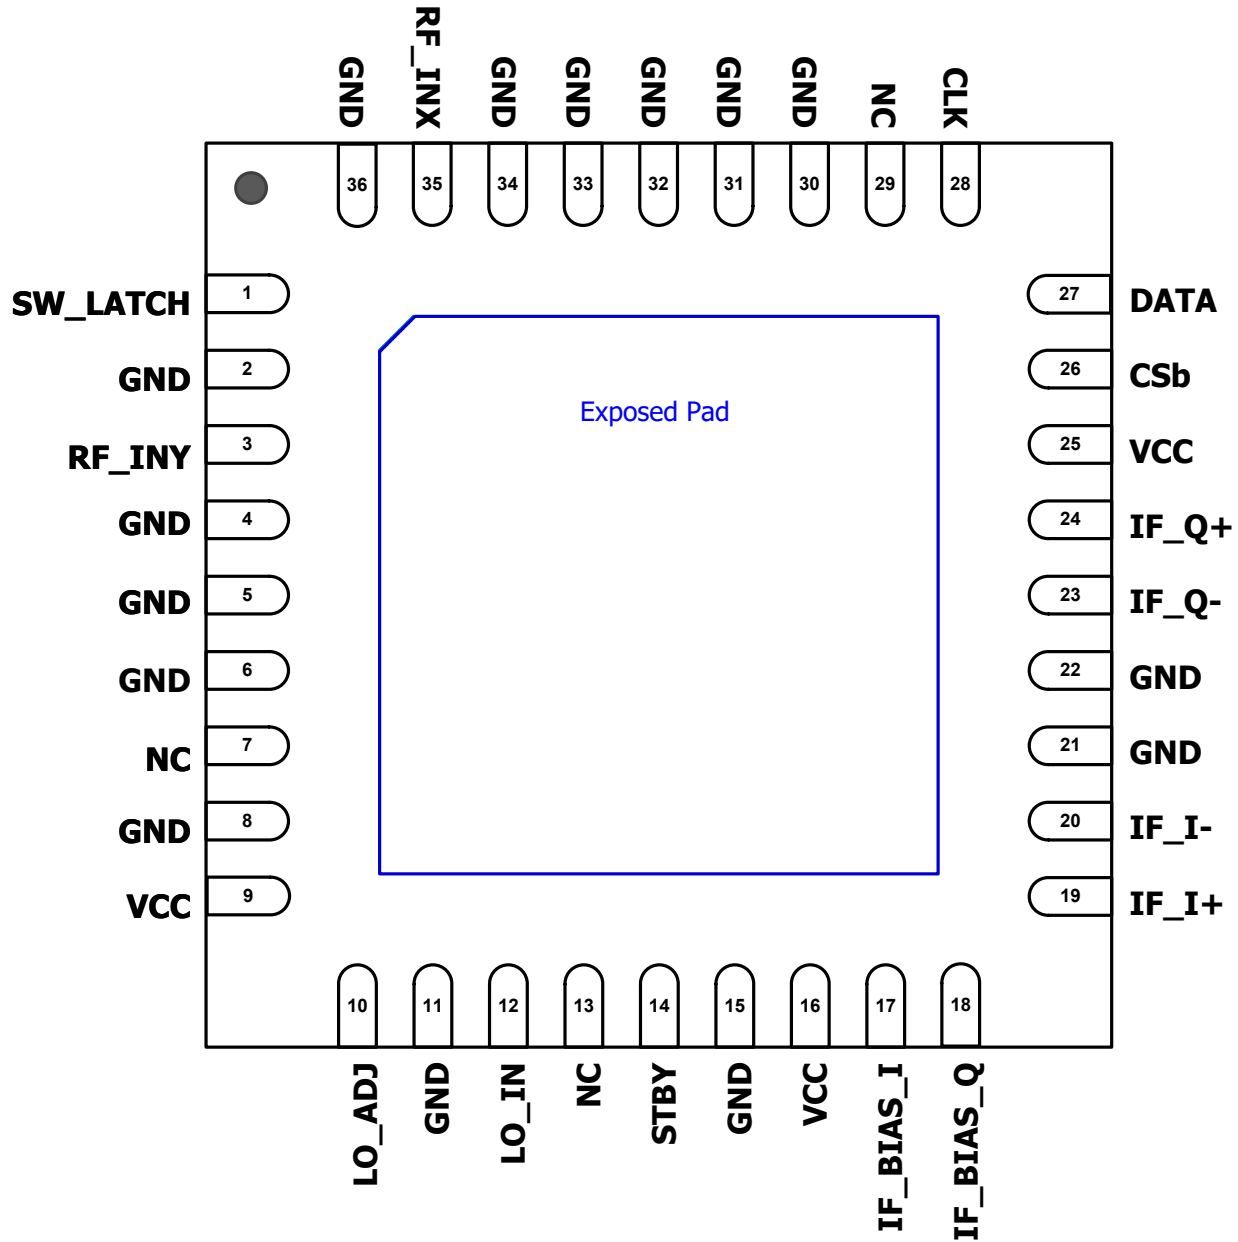 GND
RF_INX
GND
GND
GND
GND
GND
NC
CLK
36
35
34
33
32
31
30
29
28
SW_LATCH 1
27 DATA
GND 2
26 CSb
Exposed Pad
RF_INY 3
25 VCC
GND 4
24 IF_Q+
GND 5
23 IF_Q-
GND 6
22 GND
NC 7
21 GND
GND 8
20 IF_I-
VCC 9
19 IF_I+
10
11
12
13
14
15
16
17
18
LO_ADJ
GND
LO_IN
NC
STBY
GND
VCC
IF_BIAS_I
IF_BIAS_Q